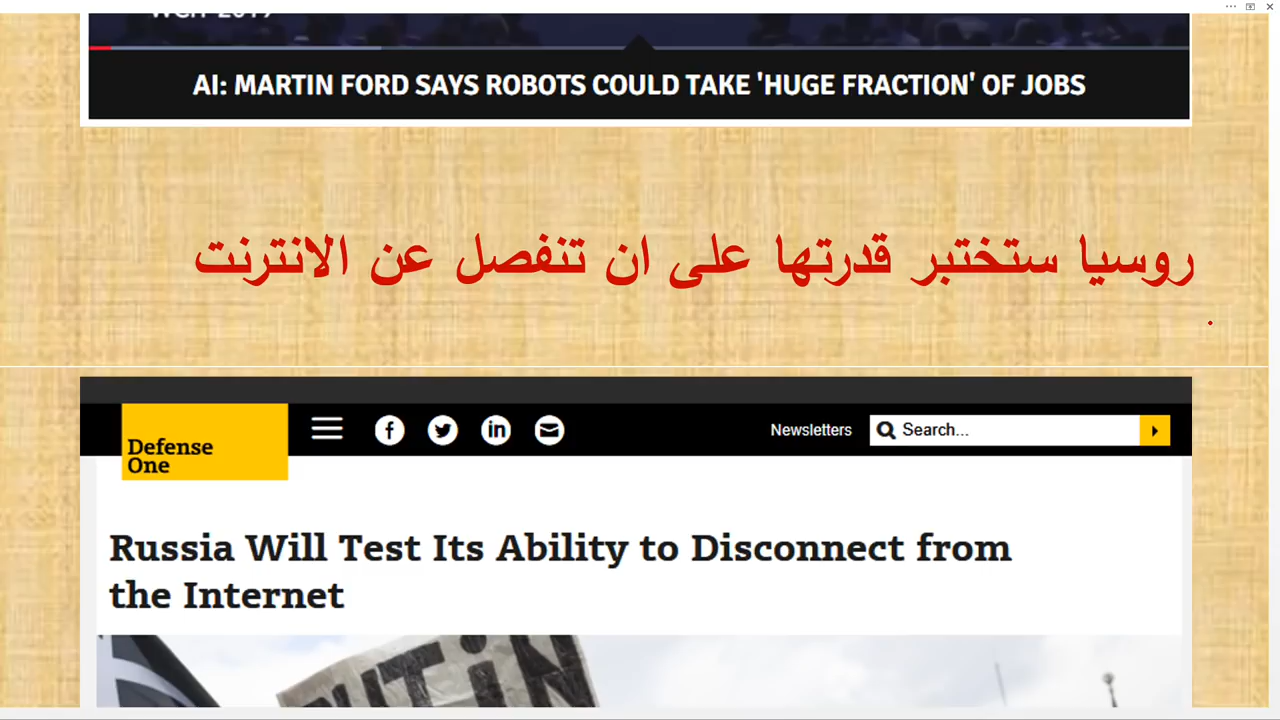 AI: MARTIN FORD SAYS ROBOTS COULD TAKE 'HUGE FRACTION' OF JOBS
روسيا ستختبر قدرتها على ان تنفصل عن الانترنت
.
Defense
One
Newsletters
Search...
Russia Will Test Its Ability to Disconnect from
the Internet
PUTIN